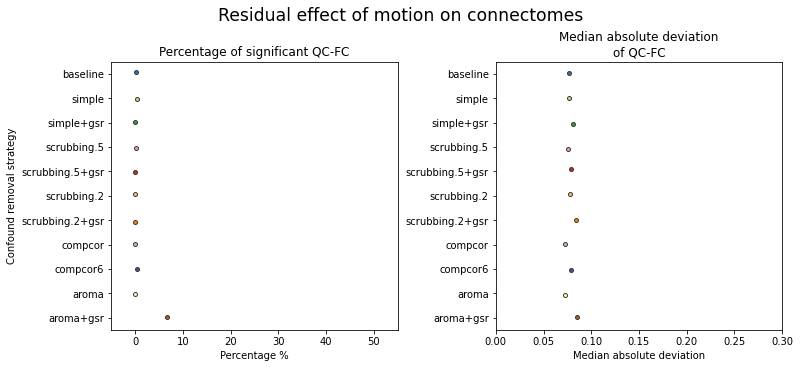 Residual effect of motion on connectomes
Percentage of significant QC-FC
Confound removal strategy
baseline
simple
simple+gsr
scrubbing.5
scrubbing.5+gsr
scrubbing.2
scrubbing.2+gsr
compcor
compcor6
aroma
aroma+gsr
0 10 20 30 40 50
Percentage %
Median absolute deviation
of QC-FC
baseline
simple
simple+gsr
scrubbing.5
scrubbing.5+gsr
scrubbing.2
scrubbing.2+gsr
compcor
compcor6
aroma
aroma+gsr
0.00 0.05 0.10 0.15 0.20 0.25 0.30
Median absolute deviation